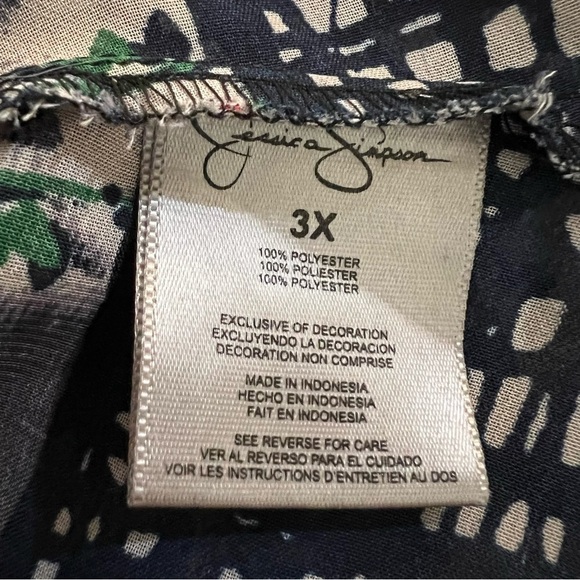 Jessica Simpson
3X
100% POLYESTER
100% POLIESTER
100% POLYESTER
EXCLUSIVE OF DECORATION
EXCLUYENDO LA DECORACION
DECORATION NON COMPRISE
MADE IN INDONESIA
HECHO EN INDONESIA
FAIT EN INDONESIA
SEE REVERSE FOR CARE
VER AL REVERSO PARA EL CUIDADO
VOIR LES INSTRUCTIONS D'ENTRETIEN AU DOS